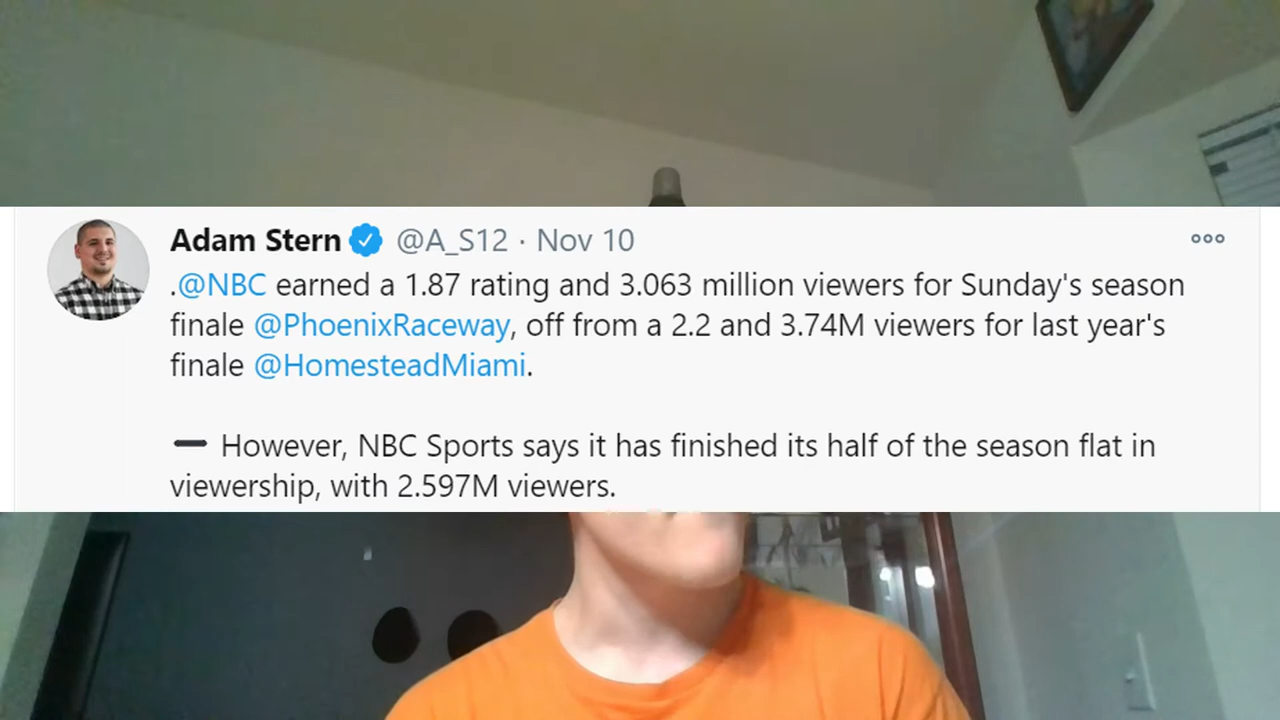 Adam Stern @A_S12 · Nov 10
.@NBC earned a 1.87 rating and 3.063 million viewers for Sunday's season
finale @PhoenixRaceway, off from a 2.2 and 3.74M viewers for last year's
finale @HomesteadMiami.
➖ However, NBC Sports says it has finished its half of the season flat in
viewership, with 2.597M viewers.